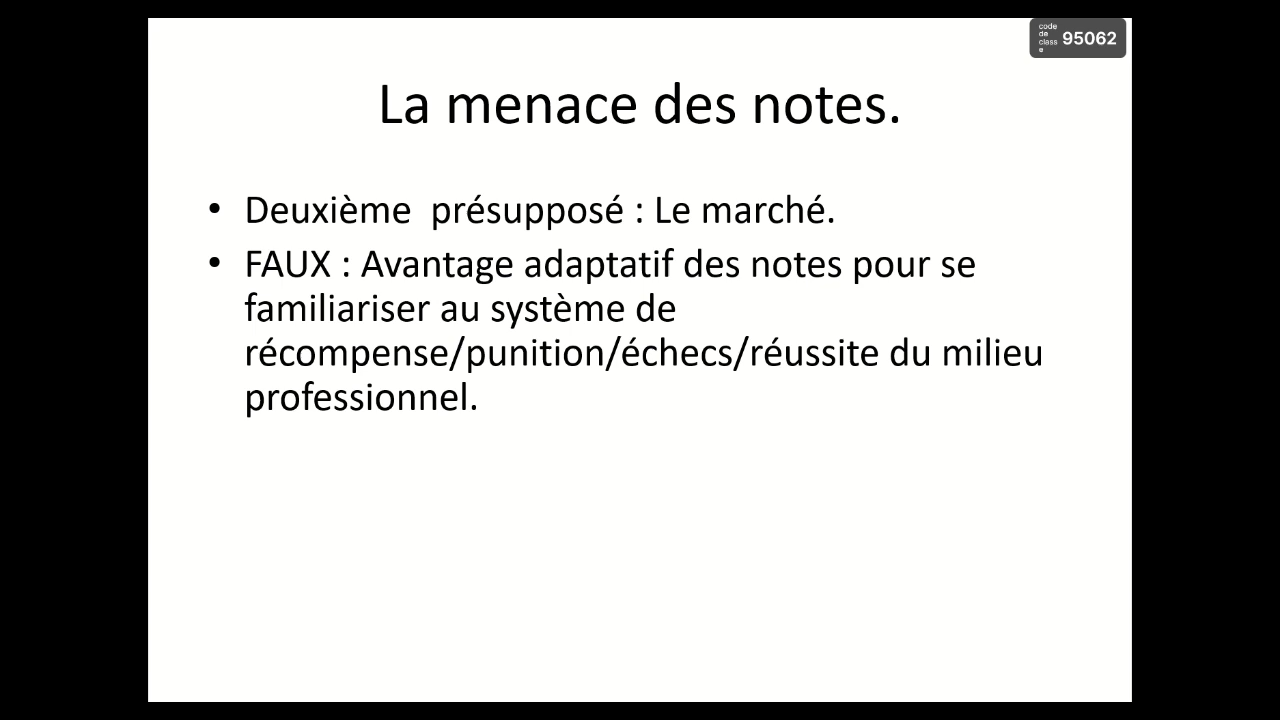 code
de
class
e
95062
La menace des notes.
• Deuxième  présupposé : Le marché.
• FAUX : Avantage adaptatif des notes pour se
familiariser au système de
récompense/punition/échecs/réussite du milieu
professionnel.